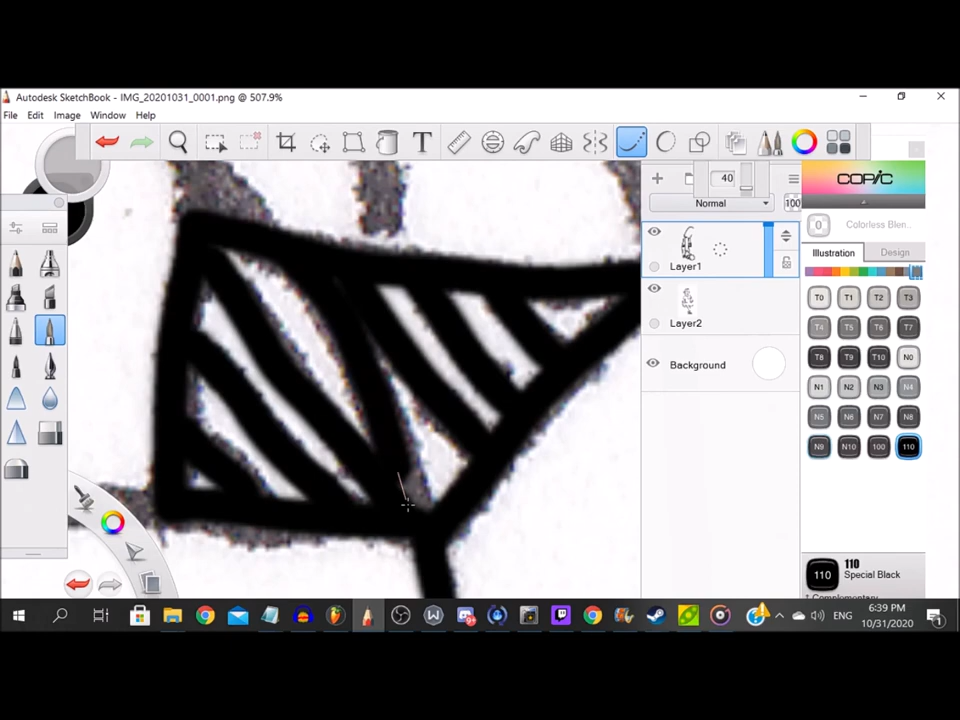 Autodesk SketchBook - IMG_20201031_0001.png @ 507.9%
File Edit Image Window Help
T
40
Normal 100
Layer1
Layer2
Background
COPIC
0 Colorless Blen...
Illustration Design
T0 T1 T2 T3
T4 T5 T6 T7
T8 T9 T10 N0
N1 N2 N3 N4
N5 N6 N7 N8
N9 N10 100 110
110 110
Special Black
: Complementary
ENG 6:39 PM
10/31/2020